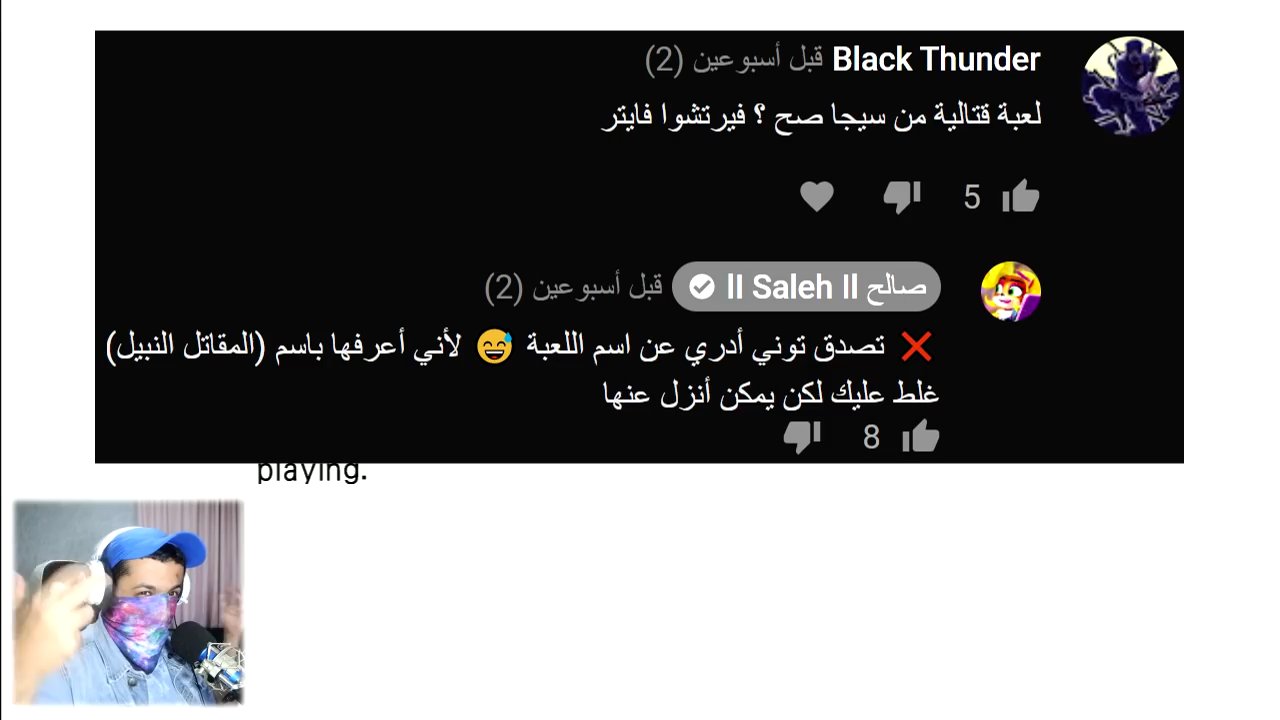 Black Thunder قبل أسبوعين (2)
لعبة قتالية من سيجا صح ؟ فيرتشوا فايتر
5
صالح II Saleh II قبل أسبوعين (2)
❌ تصدق توني أدري عن اسم اللعبة 😅 لأني أعرفها باسم (المقاتل النبيل)
غلط عليك لكن يمكن أنزل عنها
8
playing.